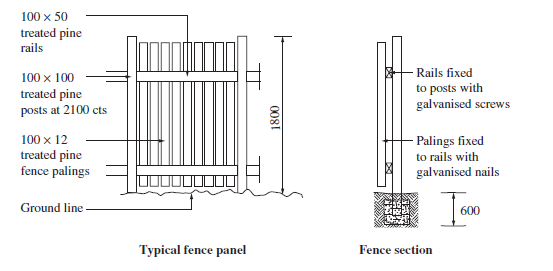 100 × 50
treated pine
rails
100 × 100
treated pine
posts at 2100 cts
100 × 12
treated pine
fence palings
Ground line
1800
Typical fence panel
Rails fixed
to posts with
galvanised screws
Palings fixed
to rails with
galvanised nails
600
Fence section